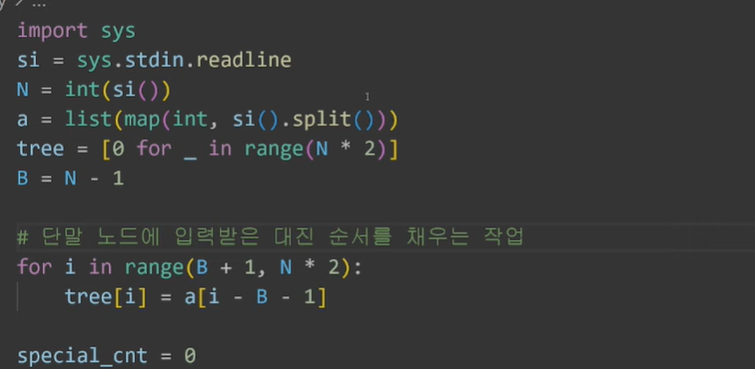 import sys
si = sys.stdin.readline
N = int(si())
a = list(map(int, si().split()))
tree = [0 for _ in range(N * 2)]
B = N - 1
# 단말 노드에 입력받은 대진 순서를 채우는 작업
for i in range(B + 1, N * 2):
    tree[i] = a[i - B - 1]
special_cnt = 0